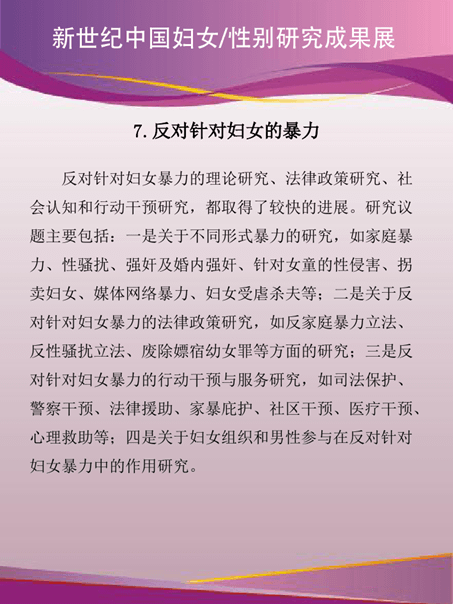 新世纪中国妇女/性别研究成果展
7.反对针对妇女的暴力
反对针对妇女暴力的理论研究、法律政策研究、社
会认知和行动干预研究，都取得了较快的进展。研究议
题主要包括：一是关于不同形式暴力的研究，如家庭暴
力、性骚扰、强奸及婚内强奸、针对女童的性侵害、拐
卖妇女、媒体网络暴力、妇女受虐杀夫等；二是关于反
对针对妇女暴力的法律政策研究，如反家庭暴力立法、
反性骚扰立法、废除嫖宿幼女罪等方面的研究；三是反
对针对妇女暴力的行动干预与服务研究，如司法保护、
警察干预、法律援助、家暴庇护、社区干预、医疗干预、
心理救助等；四是关于妇女组织和男性参与在反对针对
妇女暴力中的作用研究。